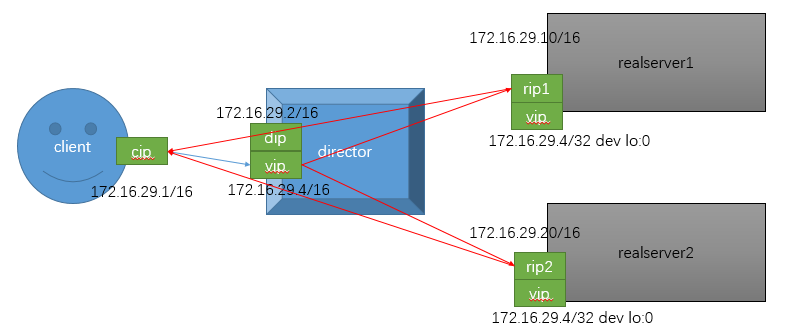 172.16.29.10/16
realserver1
rip1
vip
172.16.29.4/32 dev lo:0
172.16.29.2/16
client
cip
dip
vip
director
172.16.29.1/16
172.16.29.4/16
172.16.29.20/16
realserver2
rip2
vip
172.16.29.4/32 dev lo:0